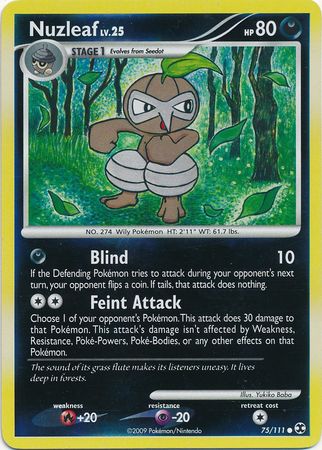 Nuzleaf LV.25 HP 80
STAGE 1 Evolves from Seedot
NO. 274 Wily Pokémon HT: 2'11" WT: 61.7 lbs.
Blind 10
If the Defending Pokémon tries to attack during your opponent's next
turn, your opponent flips a coin. If tails, that attack does nothing.
Feint Attack
Choose 1 of your opponent's Pokémon. This attack does 30 damage to
that Pokémon. This attack's damage isn't affected by Weakness,
Resistance, Poké-Powers, Poké-Bodies, or any other effects on that
Pokémon.
The sound of its grass flute makes its listeners uneasy. It lives
deep in forests.
Illus. Yukiko Baba
weakness resistance retreat cost
+20 -20
©2009 Pokémon/Nintendo 75/111